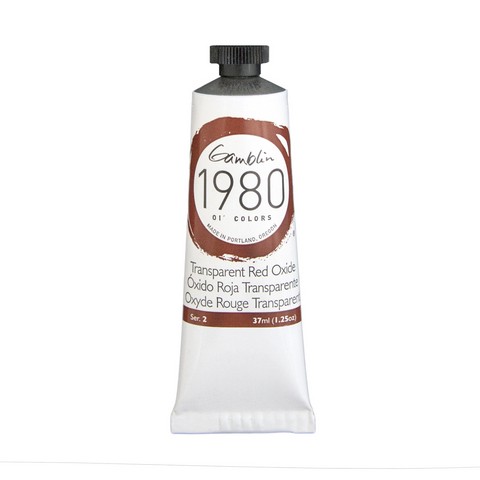 Gamblin
1980
OIL COLORS
MADE IN PORTLAND, OREGON
Transparent Red Oxide
Óxido Roja Transparente
Oxyde Rouge Transparent
Ser. 2 37ml (1.25oz)